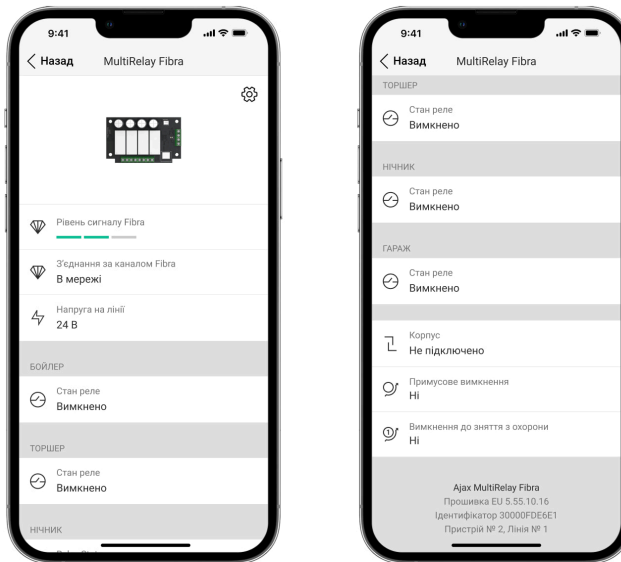 9:41
Назад
MultiRelay Fibra
Рівень сигналу Fibra
З’єднання за каналом Fibra
В мережі
Напруга на лінії
24 В
БОЙЛЕР
Стан реле
Вимкнено
ТОРШЕР
Стан реле
Вимкнено
НІЧНИК
9:41
Назад
MultiRelay Fibra
ТОРШЕР
Стан реле
Вимкнено
НІЧНИК
Стан реле
Вимкнено
ГАРАЖ
Стан реле
Вимкнено
Корпус
Не підключено
Примусове вимкнення
Ні
Вимкнення до зняття з охорони
Ні
Ajax MultiRelay Fibra
Прошивка EU 5.55.10.16
Ідентифікатор 30000FDE6E1
Пристрій № 2, Лінія № 1